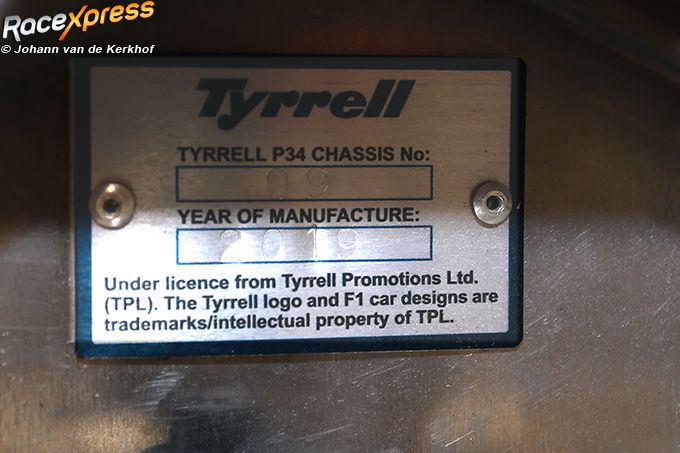 RacExpress
© Johann van de Kerkhof
Tyrrell
TYRRELL P34 CHASSIS No:
09
YEAR OF MANUFACTURE:
2019
Under licence from Tyrrell Promotions Ltd.
(TPL). The Tyrrell logo and F1 car designs are
trademarks/intellectual property of TPL.